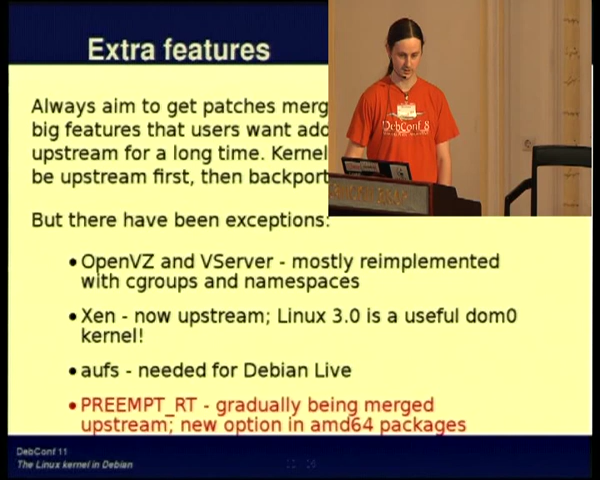 Extra features
Always aim to get patches merg
big features that users want add
upstream for a long time. Kernel
be upstream first, then backport
But there have been exceptions:
• OpenVZ and VServer - mostly reimplemented
with cgroups and namespaces
• Xen - now upstream; Linux 3.0 is a useful dom0
kernel!
• aufs - needed for Debian Live
• PREEMPT_RT - gradually being merged
upstream; new option in amd64 packages
DebConf 11
The Linux kernel in Debian
DebConf 8